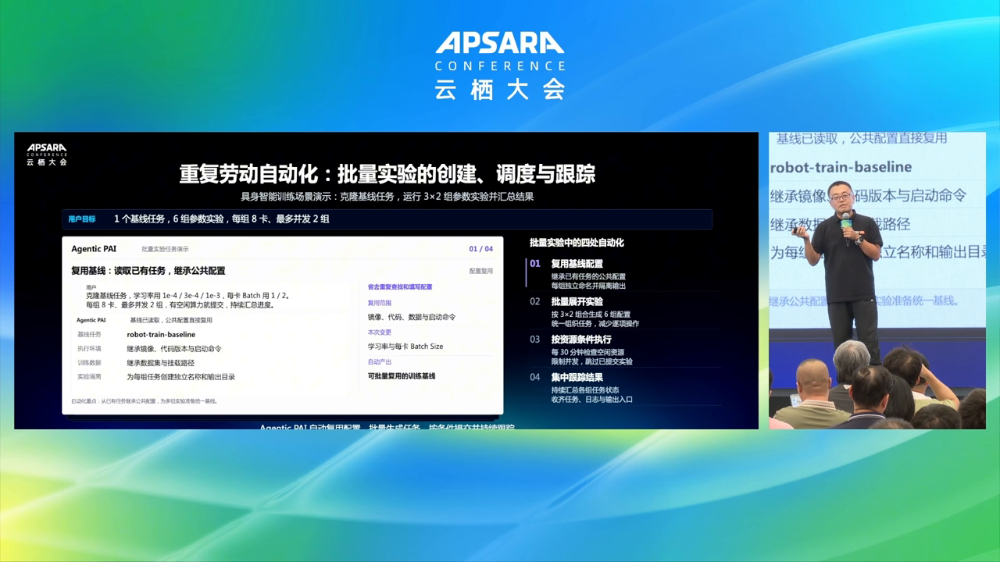 APSARA
CONFERENCE
云栖大会
APSARA
CONFERENCE
云栖大会
重复劳动自动化：批量实验的创建、调度与跟踪
具身智能训练场景演示：克隆基线任务，运行 3×2 组参数实验并汇总结果
用户目标 1 个基线任务，6 组参数实验，每组 8 卡、最多并发 2 组
Agentic PAI 批量实验任务演示 01 / 04
复用基线：读取已有任务，继承公共配置 配置复用
用户
克隆基线任务，学习率用 1e-4 / 3e-4 / 1e-3，每卡 Batch 用 1 / 2。
每组 8 卡、最多并发 2 组，有空闲算力就提交，持续汇总进度。
Agentic PAI 基线已读取，公共配置直接复用
基线任务 robot-train-baseline
执行环境 继承镜像、代码版本与启动命令
训练数据 继承数据集与挂载路径
实验隔离 为每组任务创建独立名称和输出目录
省去重复查找和填写配置
复用范围
镜像、代码、数据与启动命令
本次变更
学习率与每卡 Batch Size
自动产出
可批量复用的训练基线
自动化重点：从已有任务继承公共配置，为多组实验准备统一基线。
批量实验中的四处自动化
01 复用基线配置
继承已有任务的公共配置
每组独立命名并隔离输出
02 批量展开实验
按 3×2 组合生成 6 组配置
统一组织任务，减少逐项操作
03 按资源条件执行
每 30 分钟检查空闲资源
限制并发，跳过已提交实验
04 集中跟踪结果
持续汇总各组任务状态
收齐任务、日志与输出入口
Agentic PAI 自动复用配置、批量生成任务、按条件提交并持续跟踪
基线已读取，公共配置直接复用
robot-train-baseline
继承镜像 码版本与启动命令
继承数据 载路径
为每组 立名称和输出目录
继承公共配 实验准备统一基线。